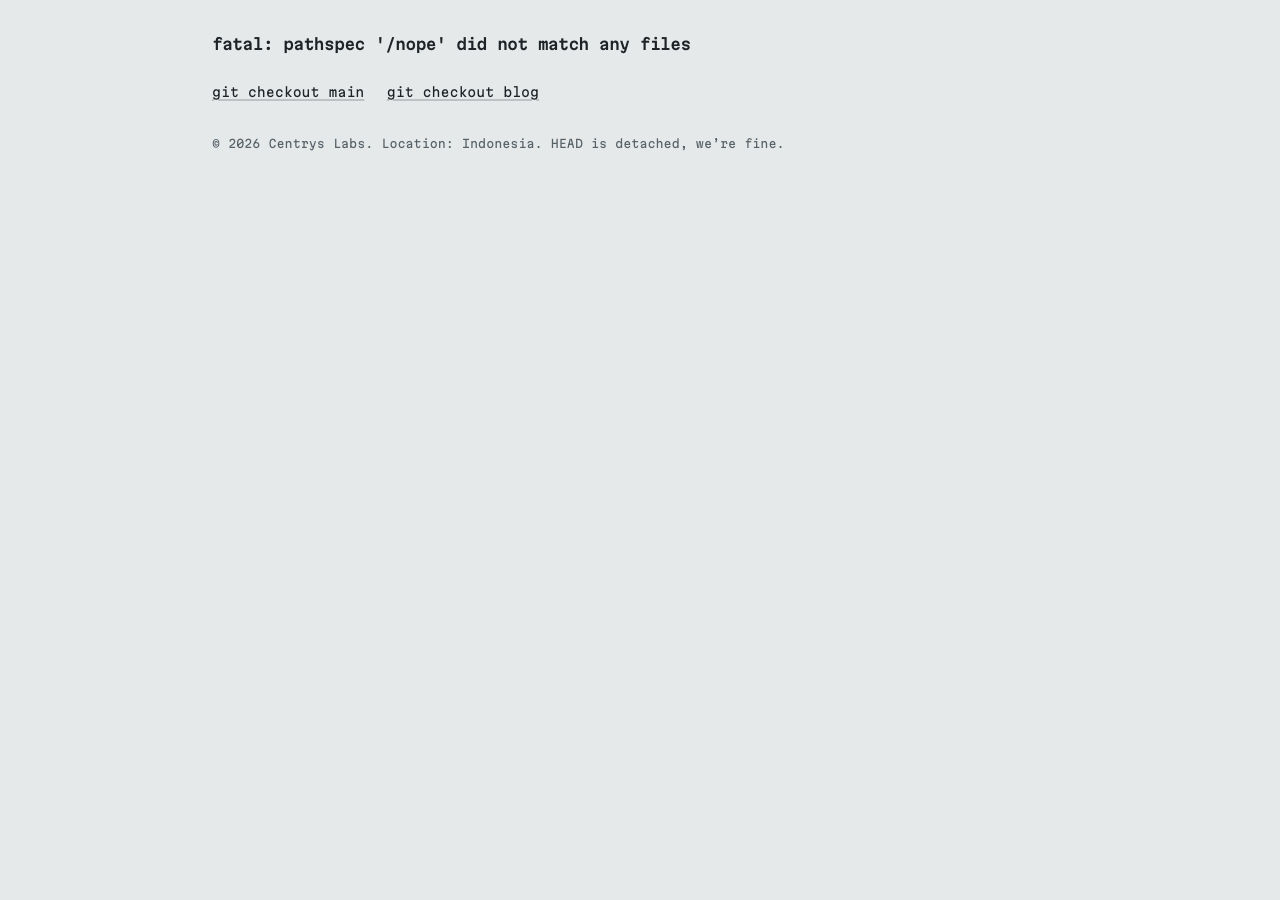 fatal: pathspec '/nope' did not match any files
git checkout main git checkout blog
© 2026 Centrys Labs. Location: Indonesia. HEAD is detached, we’re fine.